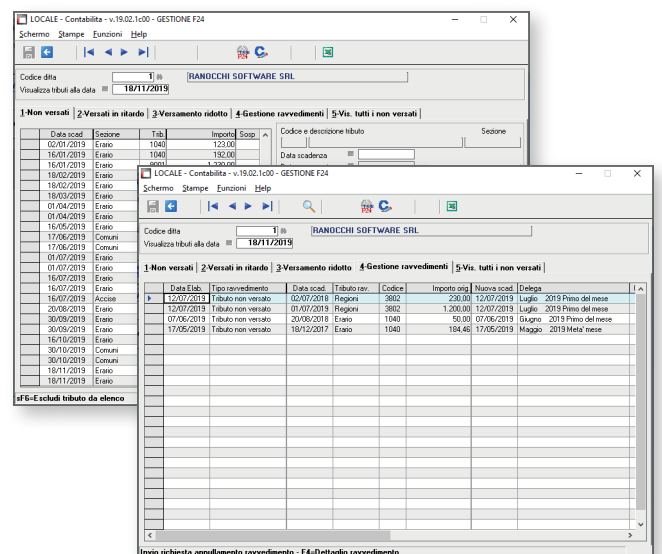 LOCALE - Contabilita - v.19.02.1c00 - GESTIONE F24
Schermo Stampe Funzioni Help
Codice ditta 1 RANOCCHI SOFTWARE SRL
Visualizza tributi alla data 18/11/2019
1-Non versati 2-Versati in ritardo 3-Versamento ridotto 4-Gestione ravvedimenti 5-Vis. tutti i non versati
Data scad Sezione Trib. Importo Sosp.
02/01/2019 Erario 1040 123,00
16/01/2019 Erario 1040 192,00
16/01/2019 Erario
18/02/2019 Erario
18/02/2019 Erario
18/03/2019 Erario
01/04/2019 Erario
01/04/2019 Erario
16/05/2019 Erario
17/06/2019 Comuni
17/06/2019 Comuni
01/07/2019 Erario
01/07/2019 Erario
16/07/2019 Erario
16/07/2019 Erario
16/07/2019 Accise
20/08/2019 Erario
30/09/2019 Erario
30/09/2019 Erario
16/10/2019 Erario
30/10/2019 Comuni
30/10/2019 Comuni
18/11/2019 Erario
18/11/2019 Erario
Codice e descrizione tributo Sezione
Data scadenza
sF6=Escludi tributo da elenco
LOCALE - Contabilita - v.19.02.1c00 - GESTIONE F24
Schermo Stampe Funzioni Help
Codice ditta 1 RANOCCHI SOFTWARE SRL
Visualizza tributi alla data 18/11/2019
1-Non versati 2-Versati in ritardo 3-Versamento ridotto 4-Gestione ravvedimenti 5-Vis. tutti i non versati
Data Elab. Tipo ravvedimento Data scad. Tributo rav. Codice Importo orig. Nuova scad. Delega
12/07/2019 Tributo non versato 02/07/2018 Regioni 3802 230,00 12/07/2019 Luglio 2019 Primo del mese
12/07/2019 Tributo non versato 01/07/2019 Regioni 3802 1.200,00 12/07/2019 Luglio 2019 Primo del mese
07/06/2019 Tributo non versato 20/08/2018 Erario 1040 50,00 07/06/2019 Giugno 2019 Primo del mese
17/05/2019 Tributo non versato 18/12/2017 Erario 1040 184,46 17/05/2019 Maggio 2019 Meta' mese
Invio richiesta annullamento ravvedimento - F4=Dettaglio ravvedimento